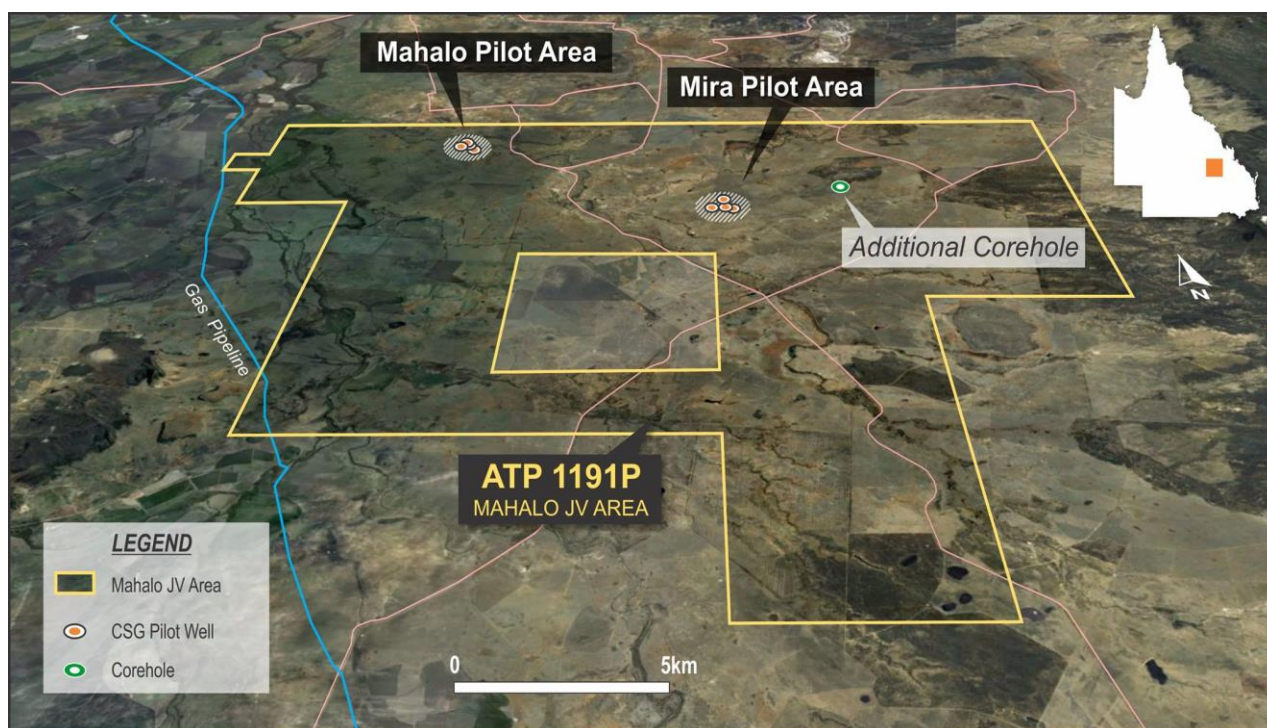 Mahalo Pilot Area
Mira Pilot Area
Additional Corehole
Gas Pipeline
N
ATP 1191P
MAHALO JV AREA
LEGEND
Mahalo JV Area
CSG Pilot Well
Corehole
0
5km